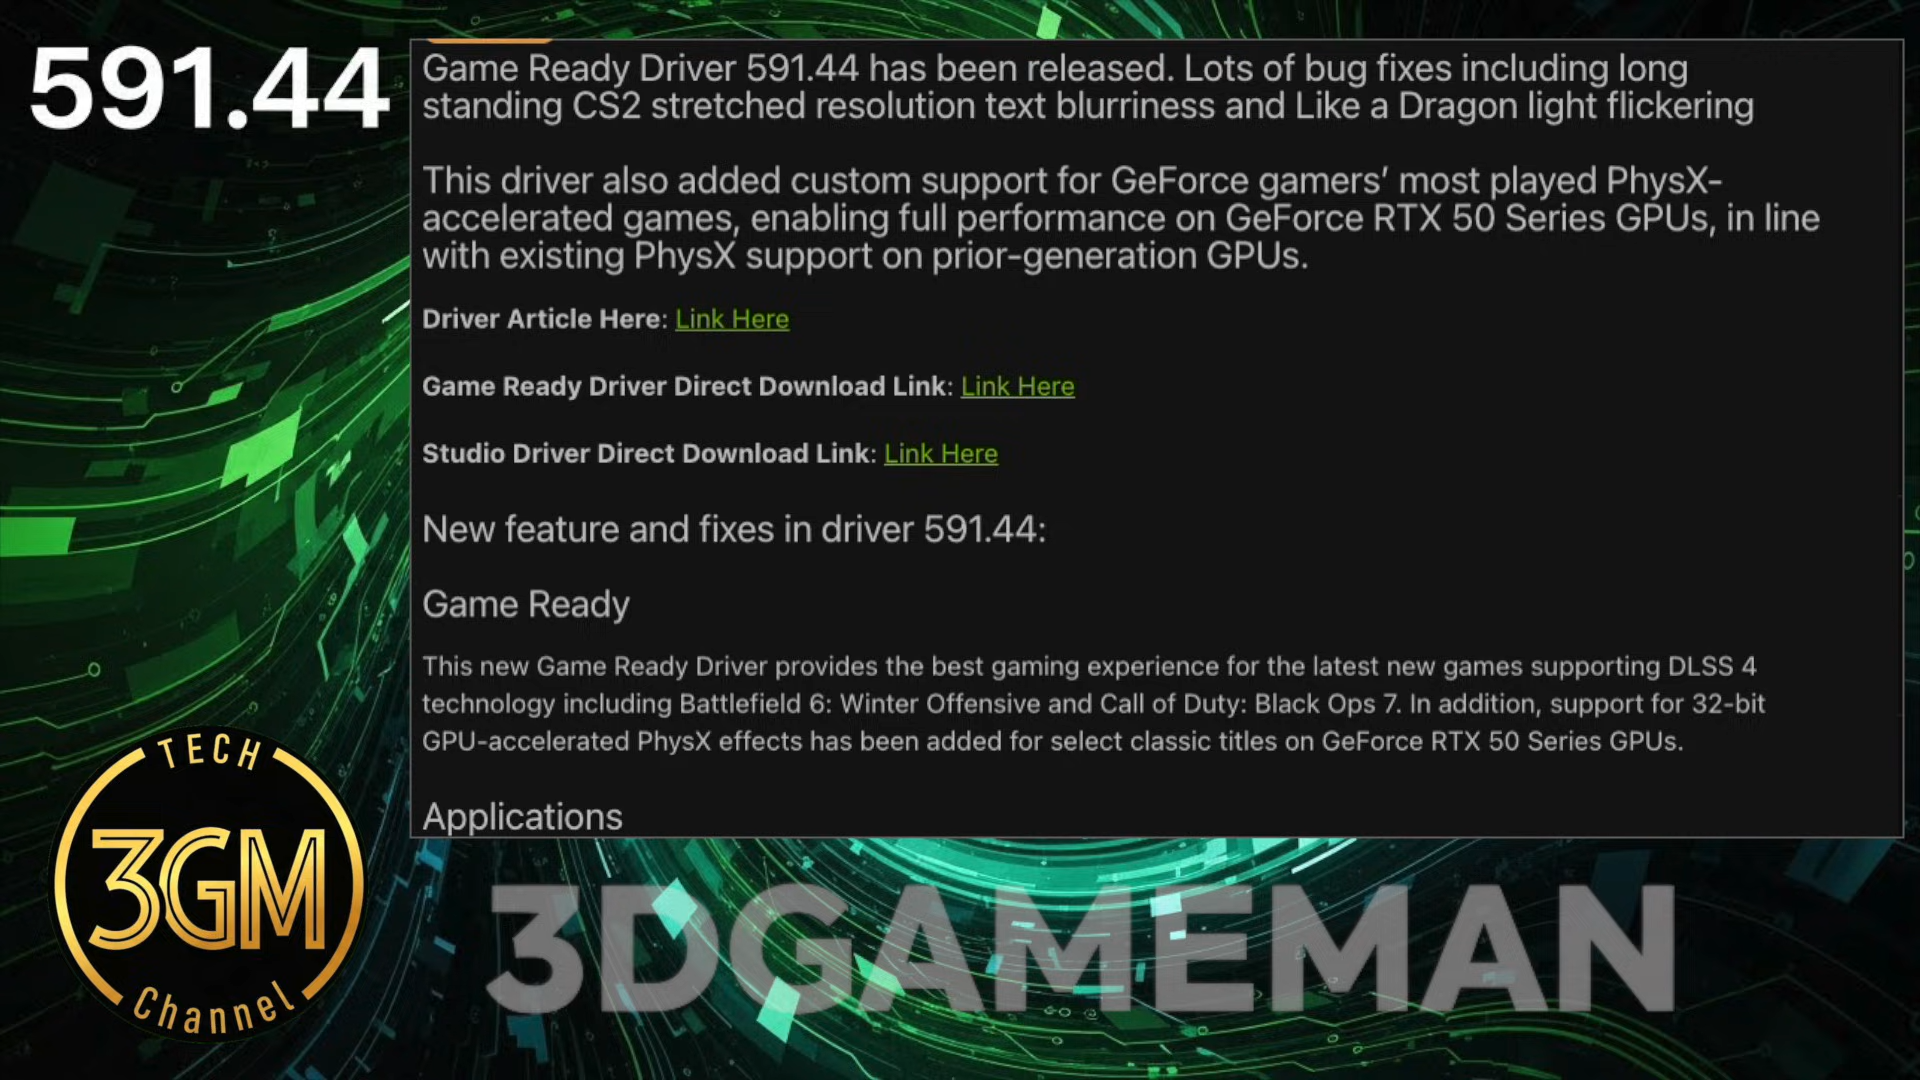 591.44
Game Ready Driver 591.44 has been released. Lots of bug fixes including long
standing CS2 stretched resolution text blurriness and Like a Dragon light flickering
This driver also added custom support for GeForce gamers’ most played PhysX-
accelerated games, enabling full performance on GeForce RTX 50 Series GPUs, in line
with existing PhysX support on prior-generation GPUs.
Driver Article Here: Link Here
Game Ready Driver Direct Download Link: Link Here
Studio Driver Direct Download Link: Link Here
New feature and fixes in driver 591.44:
Game Ready
This new Game Ready Driver provides the best gaming experience for the latest new games supporting DLSS 4
technology including Battlefield 6: Winter Offensive and Call of Duty: Black Ops 7. In addition, support for 32-bit
GPU-accelerated PhysX effects has been added for select classic titles on GeForce RTX 50 Series GPUs.
Applications
TECH
3GM
Channel
3DGAMEMAN